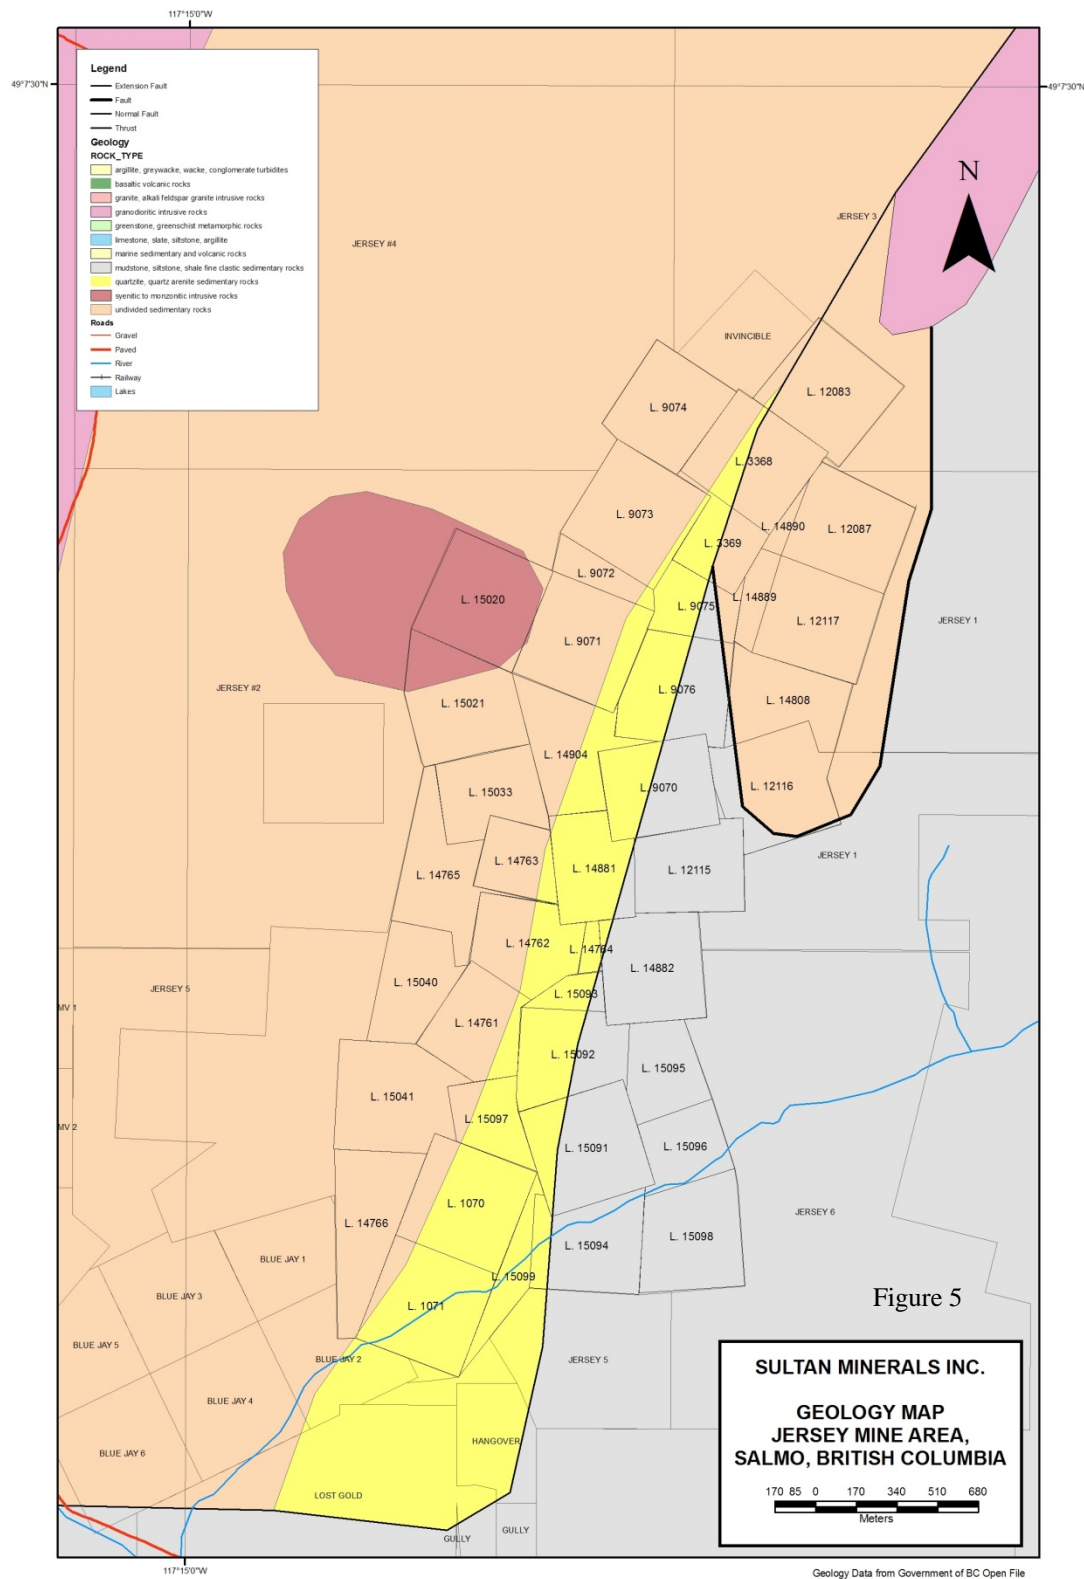 117°15'0"W
49°7'30"N
49°7'30"N
Legend
Extension Fault
Fault
Normal Fault
Thrust
Geology
ROCK_TYPE
argillite, greywacke, wacke, conglomerate turbidites
basaltic volcanic rocks
granite, alkali feldspar granite intrusive rocks
granodioritic intrusive rocks
greenstone, greenschist metamorphic rocks
limestone, slate, siltstone, argillite
marine sedimentary and volcanic rocks
mudstone, siltstone, shale fine clastic sedimentary rocks
quartzite, quartz arenite sedimentary rocks
syenitic to monzonitic intrusive rocks
undivided sedimentary rocks
Roads
Gravel
Paved
River
Railway
Lakes
N
JERSEY 3
JERSEY #4
INVINCIBLE
L. 12083
L. 9074
L. 3368
L. 9073
L. 14890
L. 12087
L. 3369
L. 9072
L. 15020
L. 14889
L. 9075
L. 12117
JERSEY 1
L. 9071
JERSEY #2
L. 9076
L. 15021
L. 14808
L. 14904
L. 15033
L. 9070
L. 12116
JERSEY 1
L. 14763
L. 14881
L. 12115
L. 14765
L. 14762
L. 14764
L. 14882
L. 15040
JERSEY 5
L. 15093
MV 1
L. 14761
L. 15092
L. 15095
L. 15041
L. 15097
MV 2
L. 15091
L. 15096
L. 1070
L. 14766
JERSEY 6
L. 15098
L. 15094
BLUE JAY 1
L. 15099
BLUE JAY 3
L. 1071
Figure 5
BLUE JAY 5
BLUE JAY 2
JERSEY 5
BLUE JAY 4
HANGOVER
BLUE JAY 6
LOST GOLD
GULLY
GULLY
SULTAN MINERALS INC.
GEOLOGY MAP
JERSEY MINE AREA,
SALMO, BRITISH COLUMBIA
170 85 0 170 340 510 680
Meters
117°15'0"W
Geology Data from Government of BC Open File